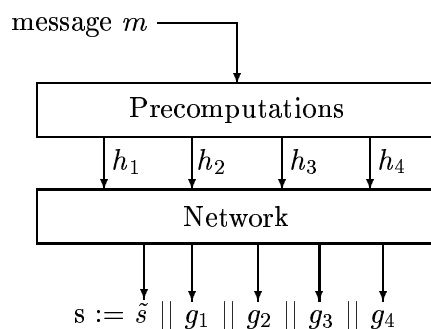 message m
Precomputations
h₁ h₂ h₃ h₄
Network
s := s̃ || g₁ || g₂ || g₃ || g₄